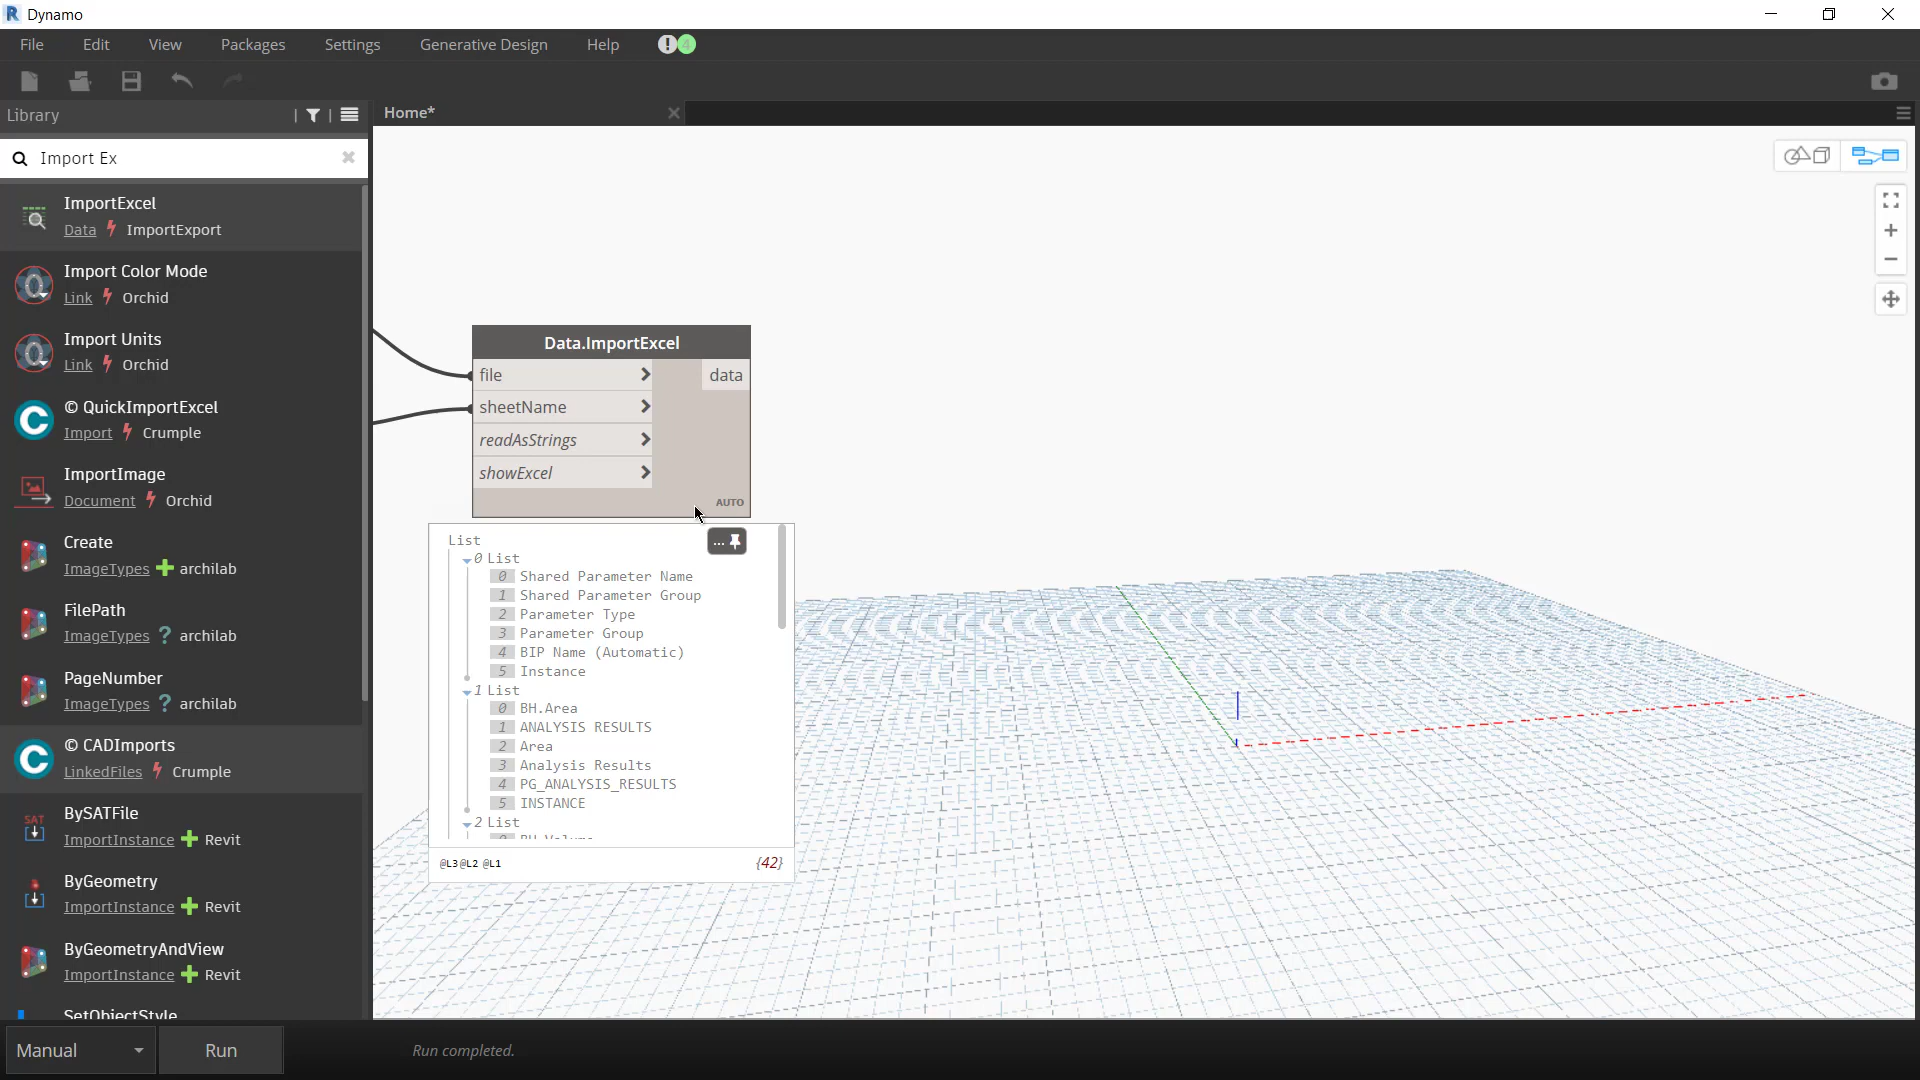 Dynamo
File Edit View Packages Settings Generative Design Help ! 4
Library
Home*
Import Ex
ImportExcel
Data ImportExport
Import Color Mode
Link Orchid
Import Units
Link Orchid
© QuickImportExcel
Import Crumple
ImportImage
Document Orchid
Create
ImageTypes archilab
FilePath
ImageTypes ? archilab
PageNumber
ImageTypes ? archilab
© CADImports
LinkedFiles Crumple
BySATFile
ImportInstance Revit
ByGeometry
ImportInstance Revit
ByGeometryAndView
ImportInstance Revit
SetObjectStyle
Data.ImportExcel
file > data
sheetName >
readAsStrings >
showExcel >
AUTO
List
0 List
0 Shared Parameter Name
1 Shared Parameter Group
2 Parameter Type
3 Parameter Group
4 BIP Name (Automatic)
5 Instance
1 List
0 BH.Area
1 ANALYSIS RESULTS
2 Area
3 Analysis Results
4 PG_ANALYSIS_RESULTS
5 INSTANCE
2 List
0 BH.Volume
@L3 @L2 @L1 {42}
Manual Run Run completed.